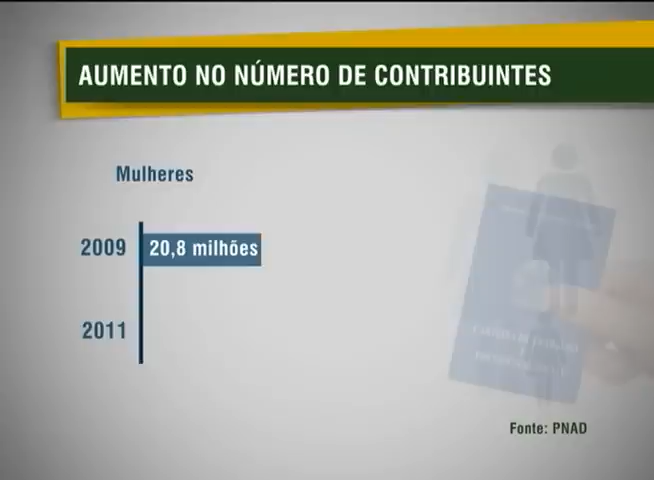 AUMENTO NO NÚMERO DE CONTRIBUINTES
Mulheres
2009 20,8 milhões
2011
Fonte: PNAD